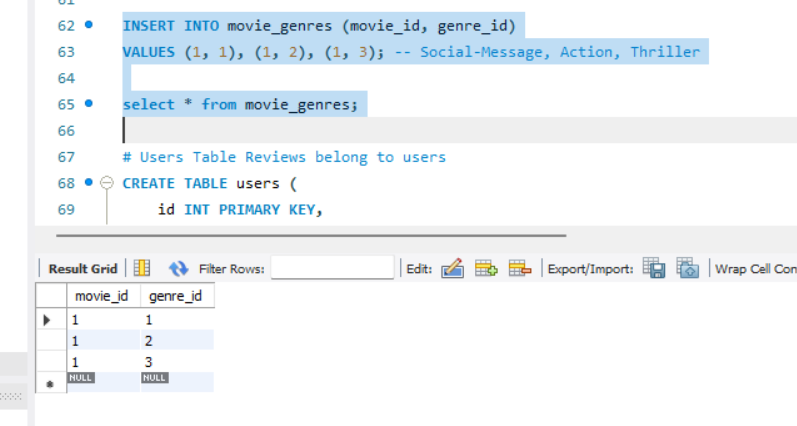 61
62 INSERT INTO movie_genres (movie_id, genre_id)
63 VALUES (1, 1), (1, 2), (1, 3); -- Social-Message, Action, Thriller
64
65 select * from movie_genres;
66
67 # Users Table Reviews belong to users
68 CREATE TABLE users (
69 id INT PRIMARY KEY,
Result Grid Filter Rows: Edit: Export/Import: Wrap Cell Con
movie_id genre_id
1 1
1 2
1 3
NULL NULL